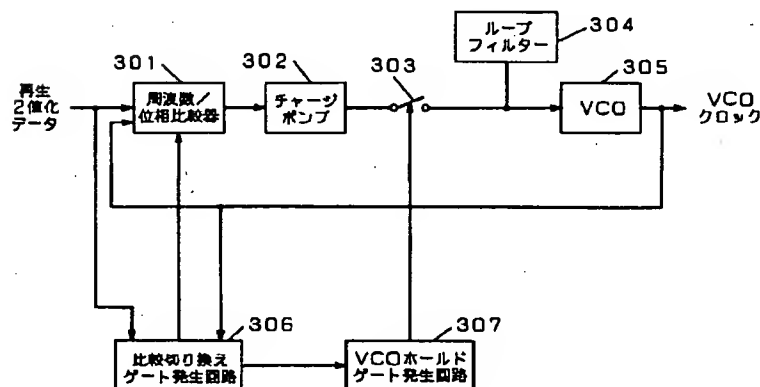 ループ
フィルター
304
301
302
303
305
再生
2値化
データ
周波数/
位相比較器
チャージ
ポンプ
VCO
VCO
クロック
306
307
比較切り換え
ゲート発生回路
VCOホールド
ゲート発生回路